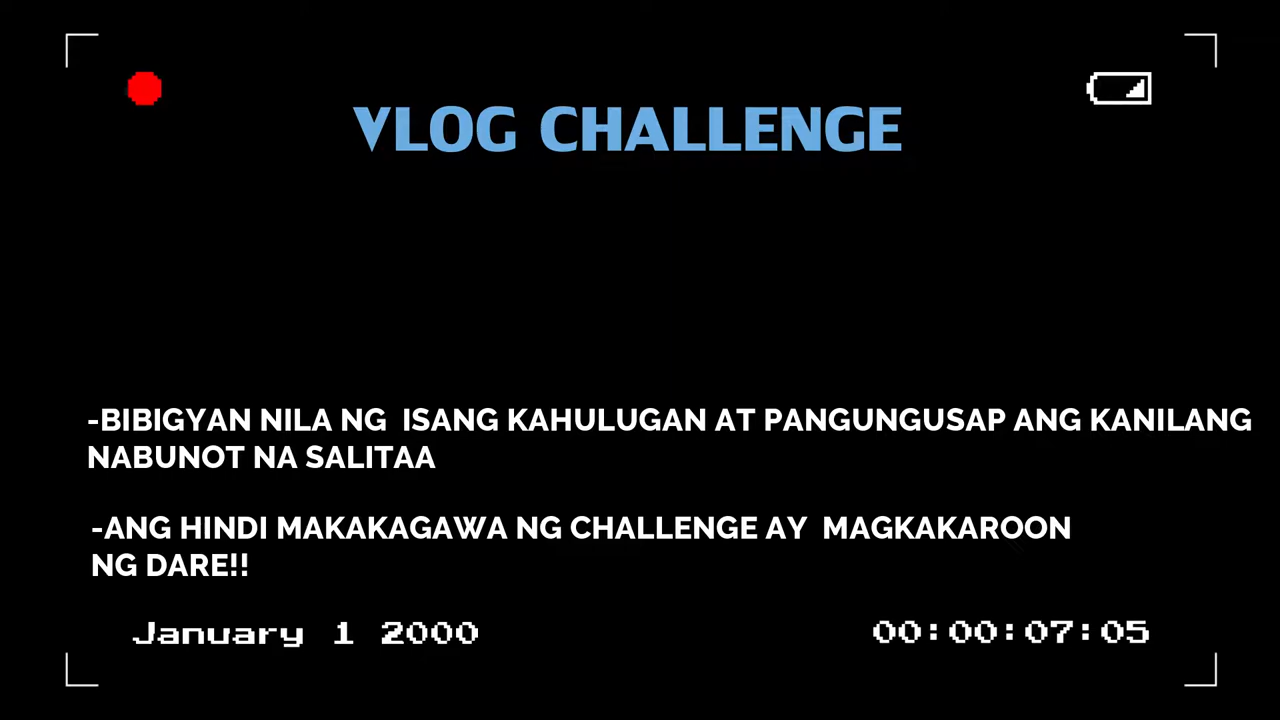 VLOG CHALLENGE
-BIBIGYAN NILA NG ISANG KAHULUGAN AT PANGUNGUSAP ANG KANILANG
NABUNOT NA SALITAA
-ANG HINDI MAKAKAGAWA NG CHALLENGE AY MAGKAKAROON
NG DARE!!
January 1 2000
00:00:07:05